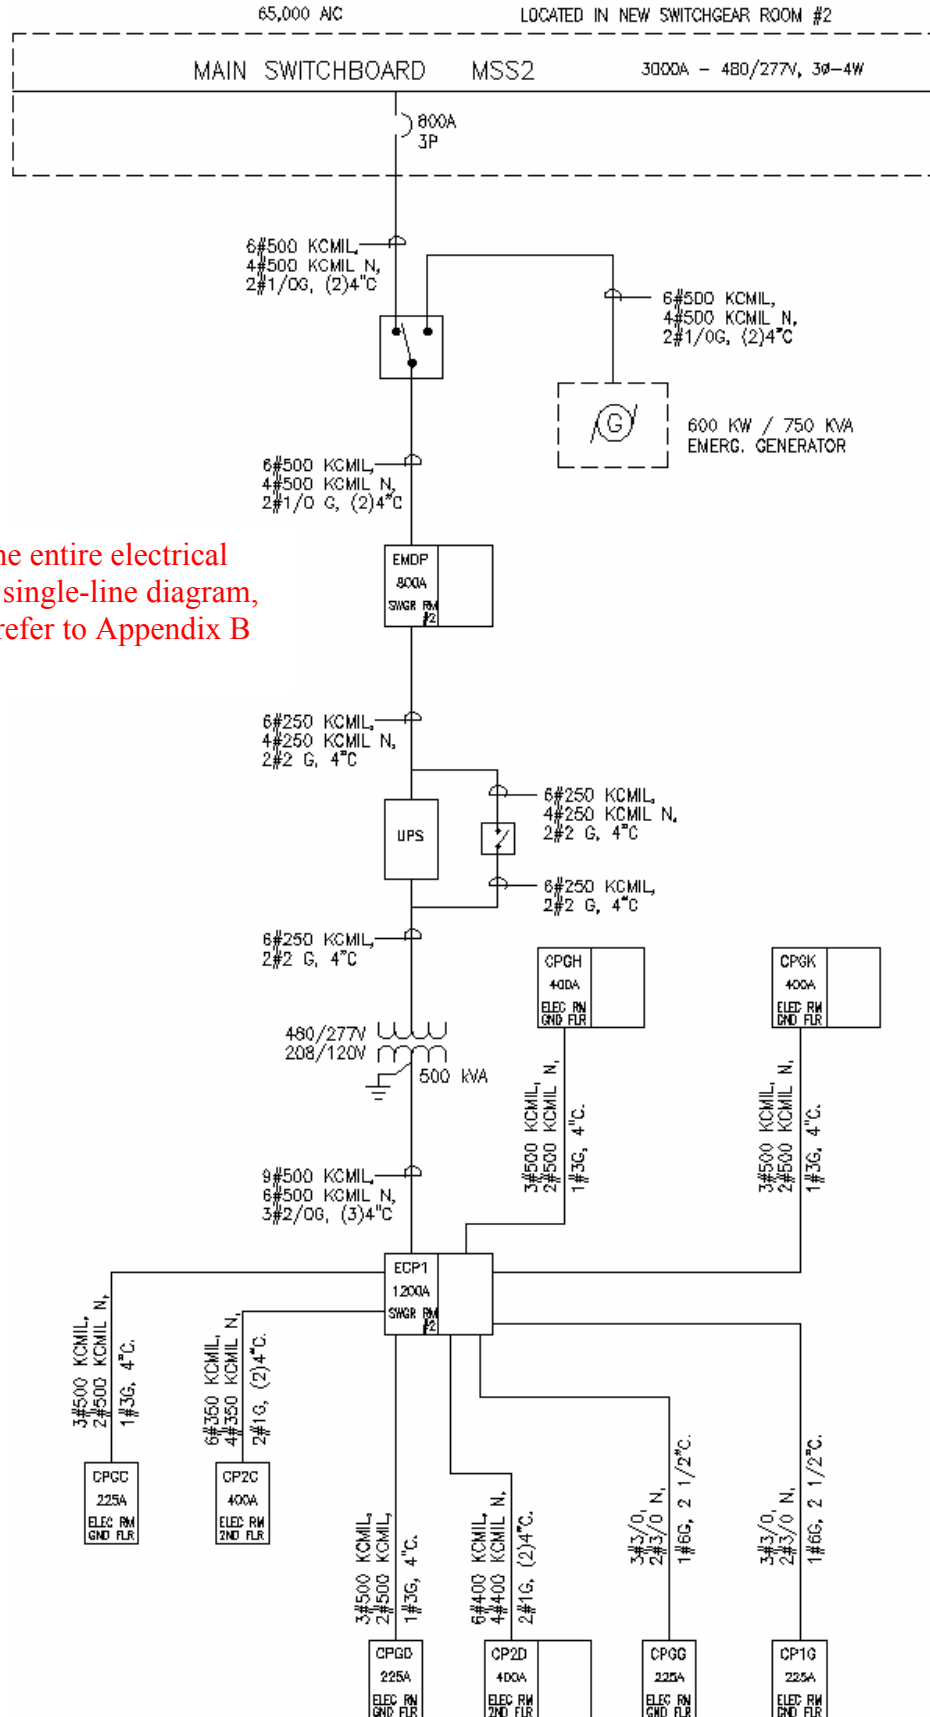 65,000 AIC
LOCATED IN NEW SWITCHGEAR ROOM #2
MAIN SWITCHBOARD MSS2
3000A - 480/277V, 3ø-4W
800A
3P
6#500 KCMIL,
4#500 KCMIL N,
2#1/0G, (2)4"C
6#500 KCMIL,
4#500 KCMIL N,
2#1/0G, (2)4"C
G
600 KW / 750 KVA
EMERG. GENERATOR
6#500 KCMIL,
4#500 KCMIL N,
2#1/0 G, (2)4"C
entire electrical
single-line diagram,
refer to Appendix B
EMDP
800A
SWGR RM
#2
6#250 KCMIL,
4#250 KCMIL N,
2#2 G, 4"C
UPS
6#250 KCMIL,
4#250 KCMIL N,
2#2 G, 4"C
6#250 KCMIL,
2#2 G, 4"C
6#250 KCMIL,
2#2 G, 4"C
CPGH
400A
ELEC RM
GND FLR
CPGK
400A
ELEC RM
GND FLR
480/277V
208/120V
500 kVA
3#500 KCMIL,
2#500 KCMIL N,
1#3G, 4"C.
3#500 KCMIL,
2#500 KCMIL N,
1#3G, 4"C.
9#500 KCMIL,
6#500 KCMIL N,
3#2/0G, (3)4"C
ECP1
1200A
SWGR RM
#2
3#500 KCMIL,
2#500 KCMIL N,
1#3G, 4"C.
6#350 KCMIL,
4#350 KCMIL N,
2#1G, (2)4"C.
CPGC
225A
ELEC RM
GND FLR
CP2C
400A
ELEC RM
2ND FLR
3#500 KCMIL,
2#500 KCMIL,
1#3G, 4"C.
6#400 KCMIL,
4#400 KCMIL N,
2#1G, (2)4"C.
3#3/0,
2#3/0 N,
1#6G, 2 1/2"C.
3#3/0,
2#3/0 N,
1#6G, 2 1/2"C.
CPGD
225A
ELEC RM
GND FLR
CP2D
400A
ELEC RM
2ND FLR
CPGG
225A
ELEC RM
GND FLR
CP1G
225A
ELEC RM
GND FLR